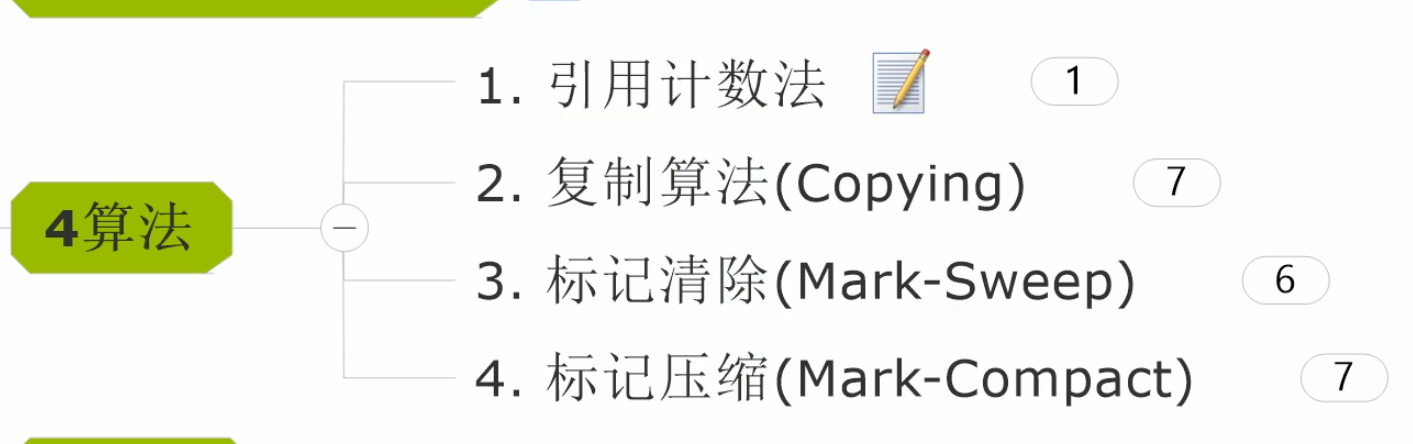 4算法
1. 引用计数法 1
2. 复制算法(Copying) 7
3. 标记清除(Mark-Sweep) 6
4. 标记压缩(Mark-Compact) 7